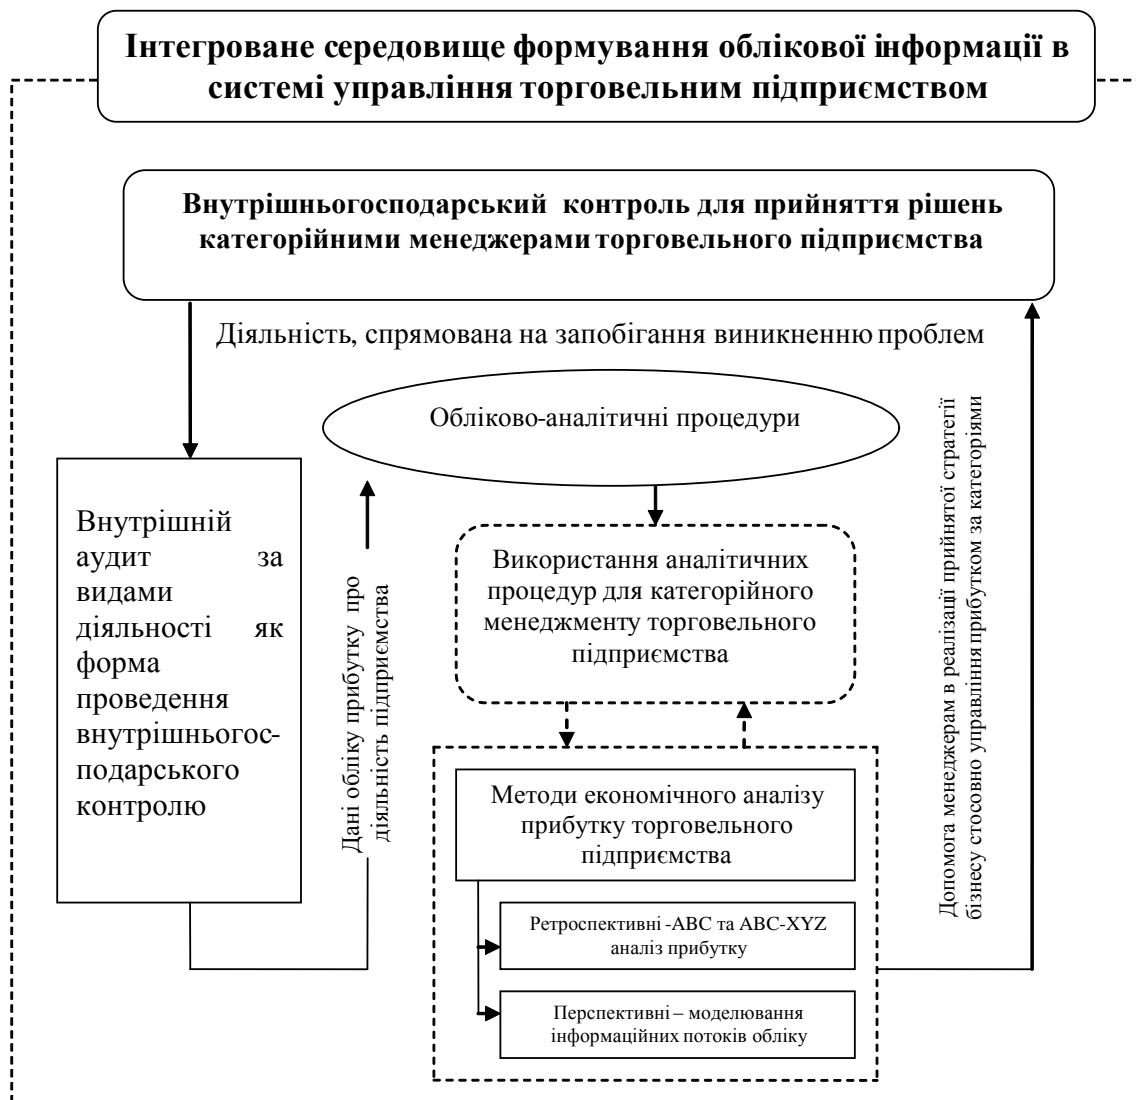 Інтегроване середовище формування облікової інформації в
системі управління торговельним підприємством
Внутрішньогосподарський контроль для прийняття рішень
категорійними менеджерами торговельного підприємства
Діяльність, спрямована на запобігання виникненню проблем
Обліково-аналітичні процедури
Внутрішній
аудит за
видами
діяльності як
форма
проведення
внутрішньогос-
подарського
контролю
Дані обліку прибутку про
діяльність підприємства
Використання аналітичних
процедур для категорійного
менеджменту торговельного
підприємства
Методи економічного аналізу
прибутку торговельного
підприємства
Ретроспективні -АВС та ABC-XYZ
аналіз прибутку
Перспективні – моделювання
інформаційних потоків обліку
Допомога менеджерам в реалізації прийнятої стратегії
бізнесу стосовно управління прибутком за категоріями